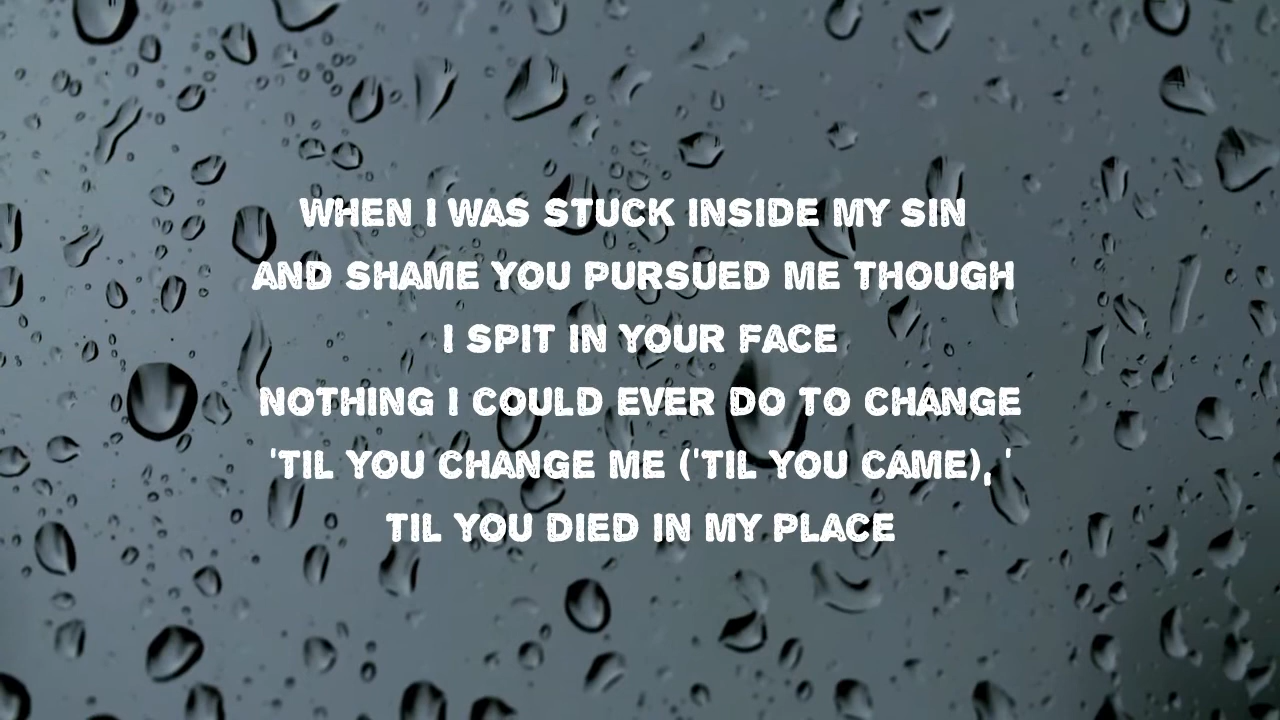 WHEN I WAS STUCK INSIDE MY SIN
AND SHAME YOU PURSUED ME THOUGH
I SPIT IN YOUR FACE
NOTHING I COULD EVER DO TO CHANGE
'TIL YOU CHANGE ME ('TIL YOU CAME), '
TIL YOU DIED IN MY PLACE